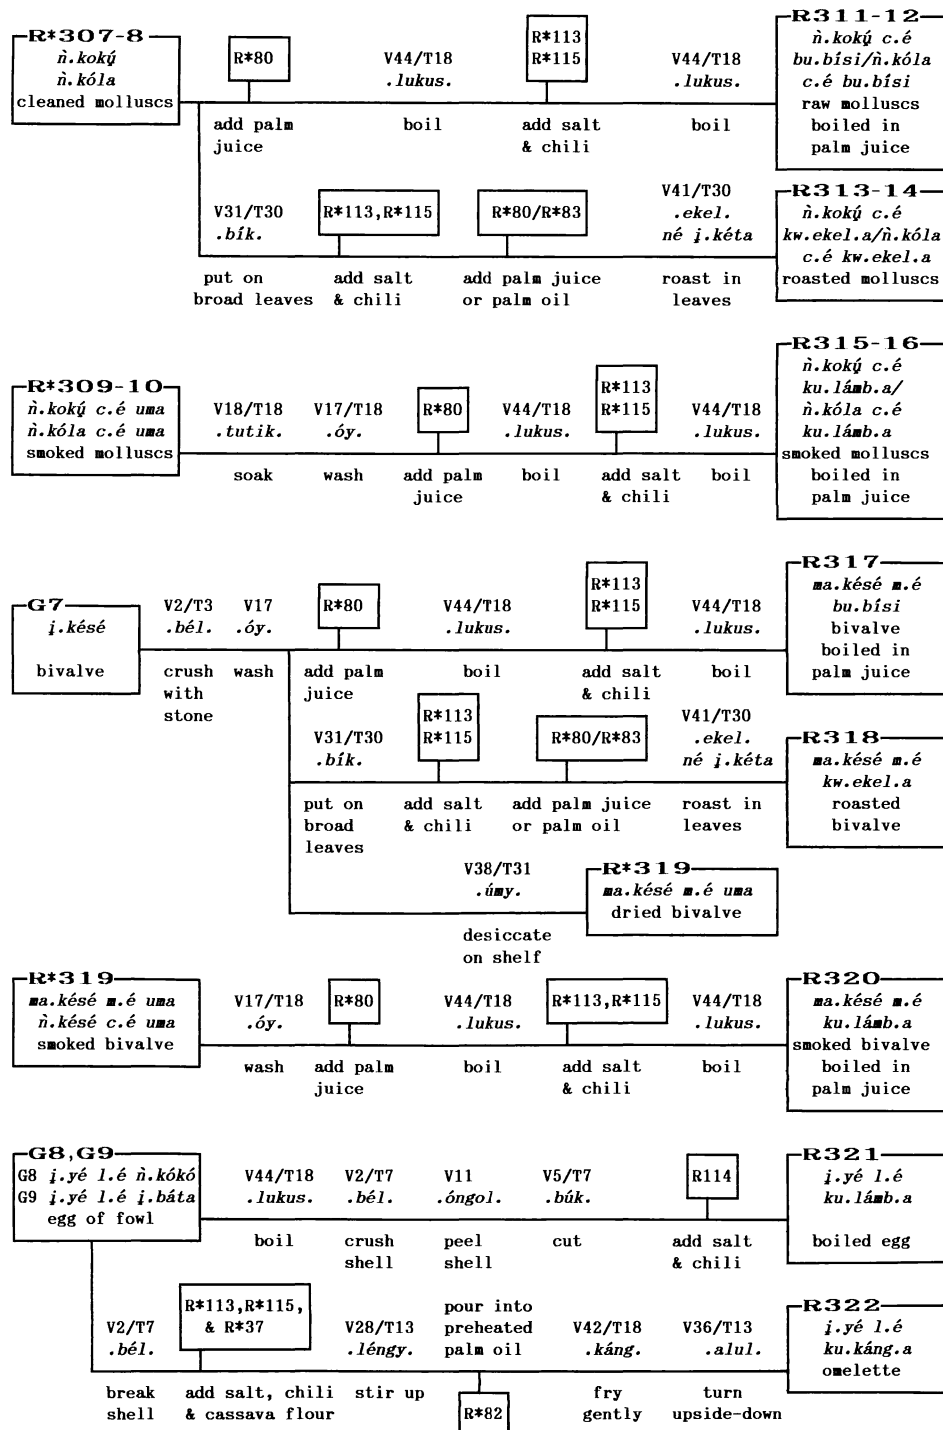 R*307-8
ǹ.kokų́
ǹ.kóla
cleaned molluscs
R*80
add palm
juice
V44/T18
.lukus.
boil
R*113
R*115
add salt
& chili
V44/T18
.lukus.
boil
R311-12
ǹ.kokų́ c.é
bu.bísi/ǹ.kóla
c.é bu.bísi
raw molluscs
boiled in
palm juice
V31/T30
.bík.
put on
broad leaves
R*113,R*115
add salt
& chili
R*80/R*83
add palm juice
or palm oil
V41/T30
.ekel.
né į.kéta
roast in
leaves
R313-14
ǹ.kokų́ c.é
kw.ekel.a/ǹ.kóla
c.é kw.ekel.a
roasted molluscs
R*309-10
ǹ.kokų́ c.é uma
ǹ.kóla c.é uma
smoked molluscs
V18/T18
.tutik.
soak
V17/T18
.óy.
wash
R*80
add palm
juice
V44/T18
.lukus.
boil
R*113
R*115
add salt
& chili
V44/T18
.lukus.
boil
R315-16
ǹ.kokų́ c.é
ku.lámb.a/
ǹ.kóla c.é
ku.lámb.a
smoked molluscs
boiled in
palm juice
G7
į.késé
bivalve
V2/T3
.bél.
crush
with
stone
V17
.óy.
wash
R*80
add palm
juice
V44/T18
.lukus.
boil
R*113
R*115
add salt
& chili
V44/T18
.lukus.
boil
R317
ma.késé m.é
bu.bísi
bivalve
boiled in
palm juice
V31/T30
.bík.
put on
broad
leaves
R*113
R*115
add salt
& chili
R*80/R*83
add palm juice
or palm oil
V41/T30
.ekel.
né į.kéta
roast in
leaves
R318
ma.késé m.é
kw.ekel.a
roasted
bivalve
V38/T31
.úmy.
desiccate
on shelf
R*319
ma.késé m.é uma
dried bivalve
R*319
ma.késé m.é uma
ǹ.késé c.é uma
smoked bivalve
V17/T18
.óy.
wash
R*80
add palm
juice
V44/T18
.lukus.
boil
R*113,R*115
add salt
& chili
V44/T18
.lukus.
boil
R320
ma.késé m.é
ku.lámb.a
smoked bivalve
boiled in
palm juice
G8,G9
G8 į.yé l.é ǹ.kókó
G9 į.yé l.é į.báta
egg of fowl
V44/T18
.lukus.
boil
V2/T7
.bél.
crush
shell
V11
.óngol.
peel
shell
V5/T7
.búk.
cut
R114
add salt
& chili
R321
į.yé l.é
ku.lámb.a
boiled egg
V2/T7
.bél.
break
shell
R*113,R*115,
& R*37
add salt, chili
& cassava flour
V28/T13
.léngy.
stir up
pour into
preheated
palm oil
R*82
V42/T18
.káng.
fry
gently
V36/T13
.alul.
turn
upside-down
R322
į.yé l.é
ku.káng.a
omelette